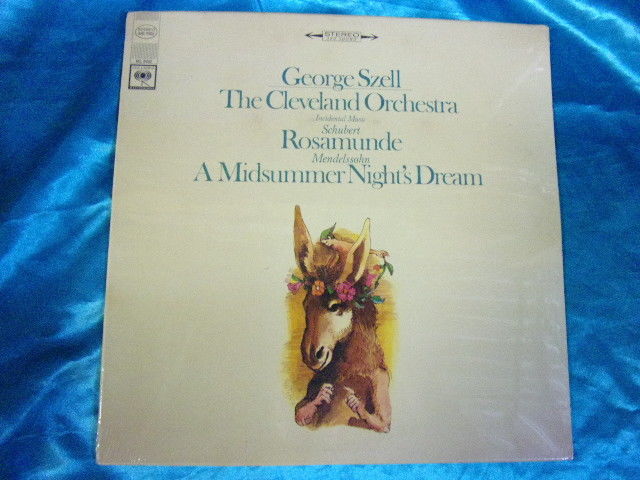 STEREO
George Szell
The Cleveland Orchestra
Incidental Music
Schubert
Rosamunde
Mendelssohn
A Midsummer Night's Dream